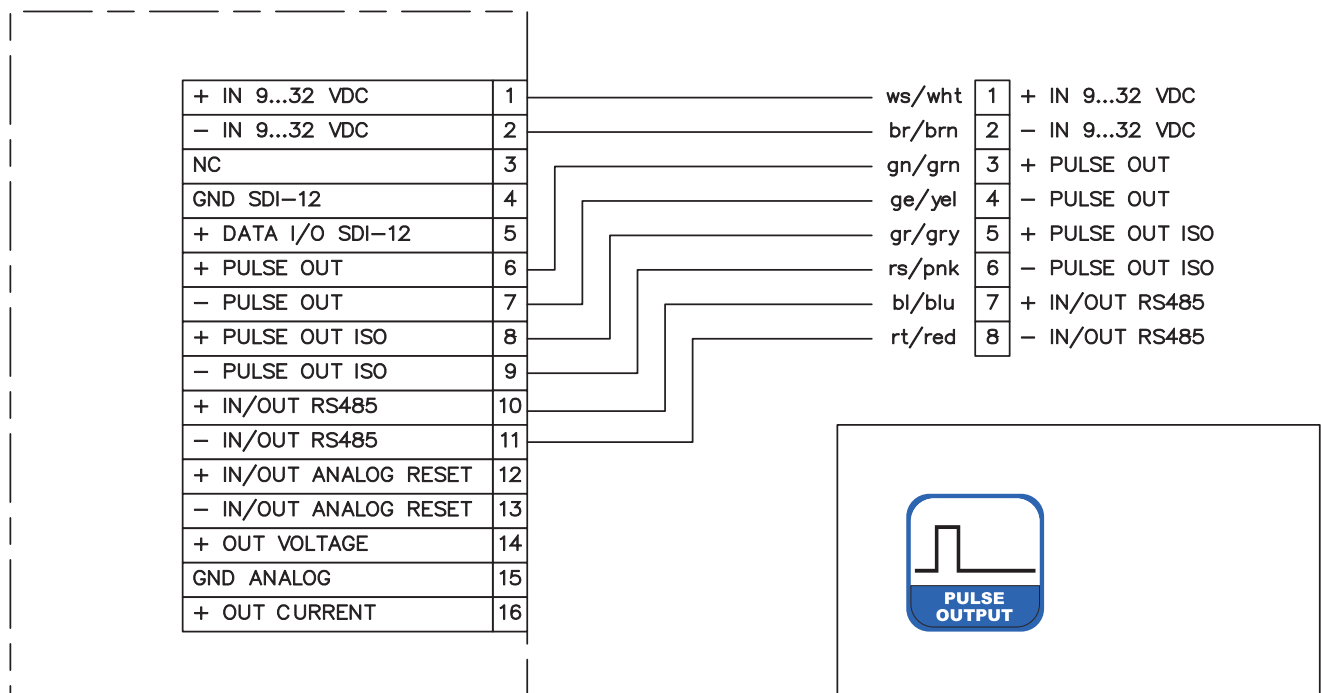 + IN 9...32 VDC 1 ws/wht 1 + IN 9...32 VDC
− IN 9...32 VDC 2 br/brn 2 − IN 9...32 VDC
NC 3 gn/grn 3 + PULSE OUT
GND SDI−12 4 ge/yel 4 − PULSE OUT
+ DATA I/O SDI−12 5 gr/gry 5 + PULSE OUT ISO
+ PULSE OUT 6 rs/pnk 6 − PULSE OUT ISO
− PULSE OUT 7 bl/blu 7 + IN/OUT RS485
+ PULSE OUT ISO 8 rt/red 8 − IN/OUT RS485
− PULSE OUT ISO 9
+ IN/OUT RS485 10
− IN/OUT RS485 11
+ IN/OUT ANALOG RESET 12
− IN/OUT ANALOG RESET 13
+ OUT VOLTAGE 14
GND ANALOG 15
+ OUT CURRENT 16
PULSE
OUTPUT